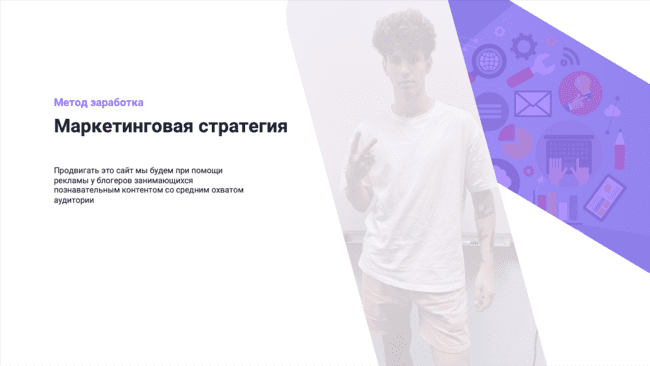 Метод заработка
Маркетинговая стратегия
Продвигать это сайт мы будем при помощи
рекламы у блогеров занимающихся
познавательным контентом со средним охватом
аудитории